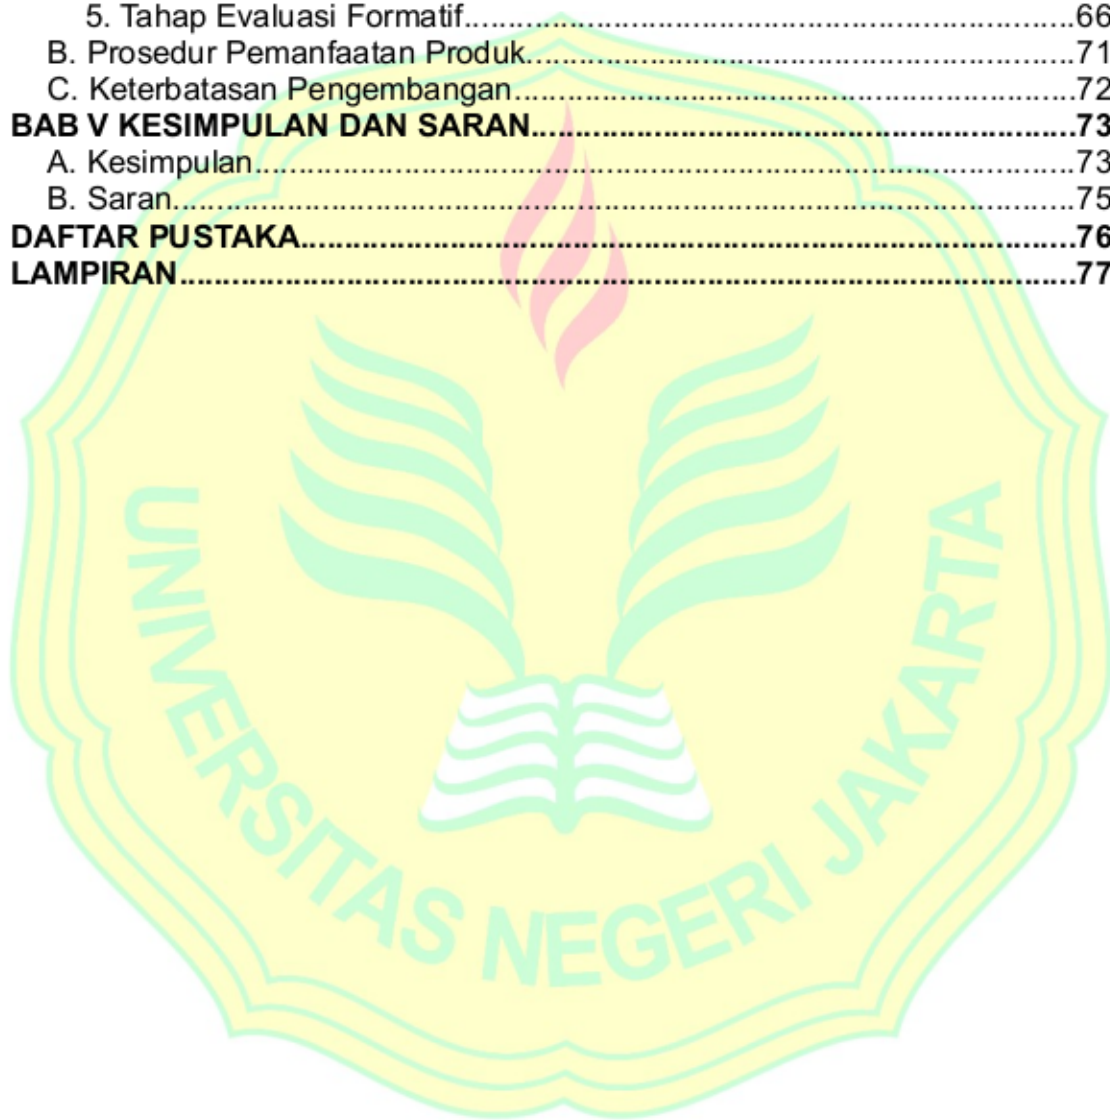 5. Tahap Evaluasi Formatif........................................................................66
B. Prosedur Pemanfaatan Produk.................................................................71
C. Keterbatasan Pengembangan..................................................................72
BAB V KESIMPULAN DAN SARAN................................................................73
A. Kesimpulan................................................................................................73
B. Saran.........................................................................................................75
DAFTAR PUSTAKA...........................................................................................76
LAMPIRAN.........................................................................................................77
UNIVERSITAS NEGERI JAKARTA